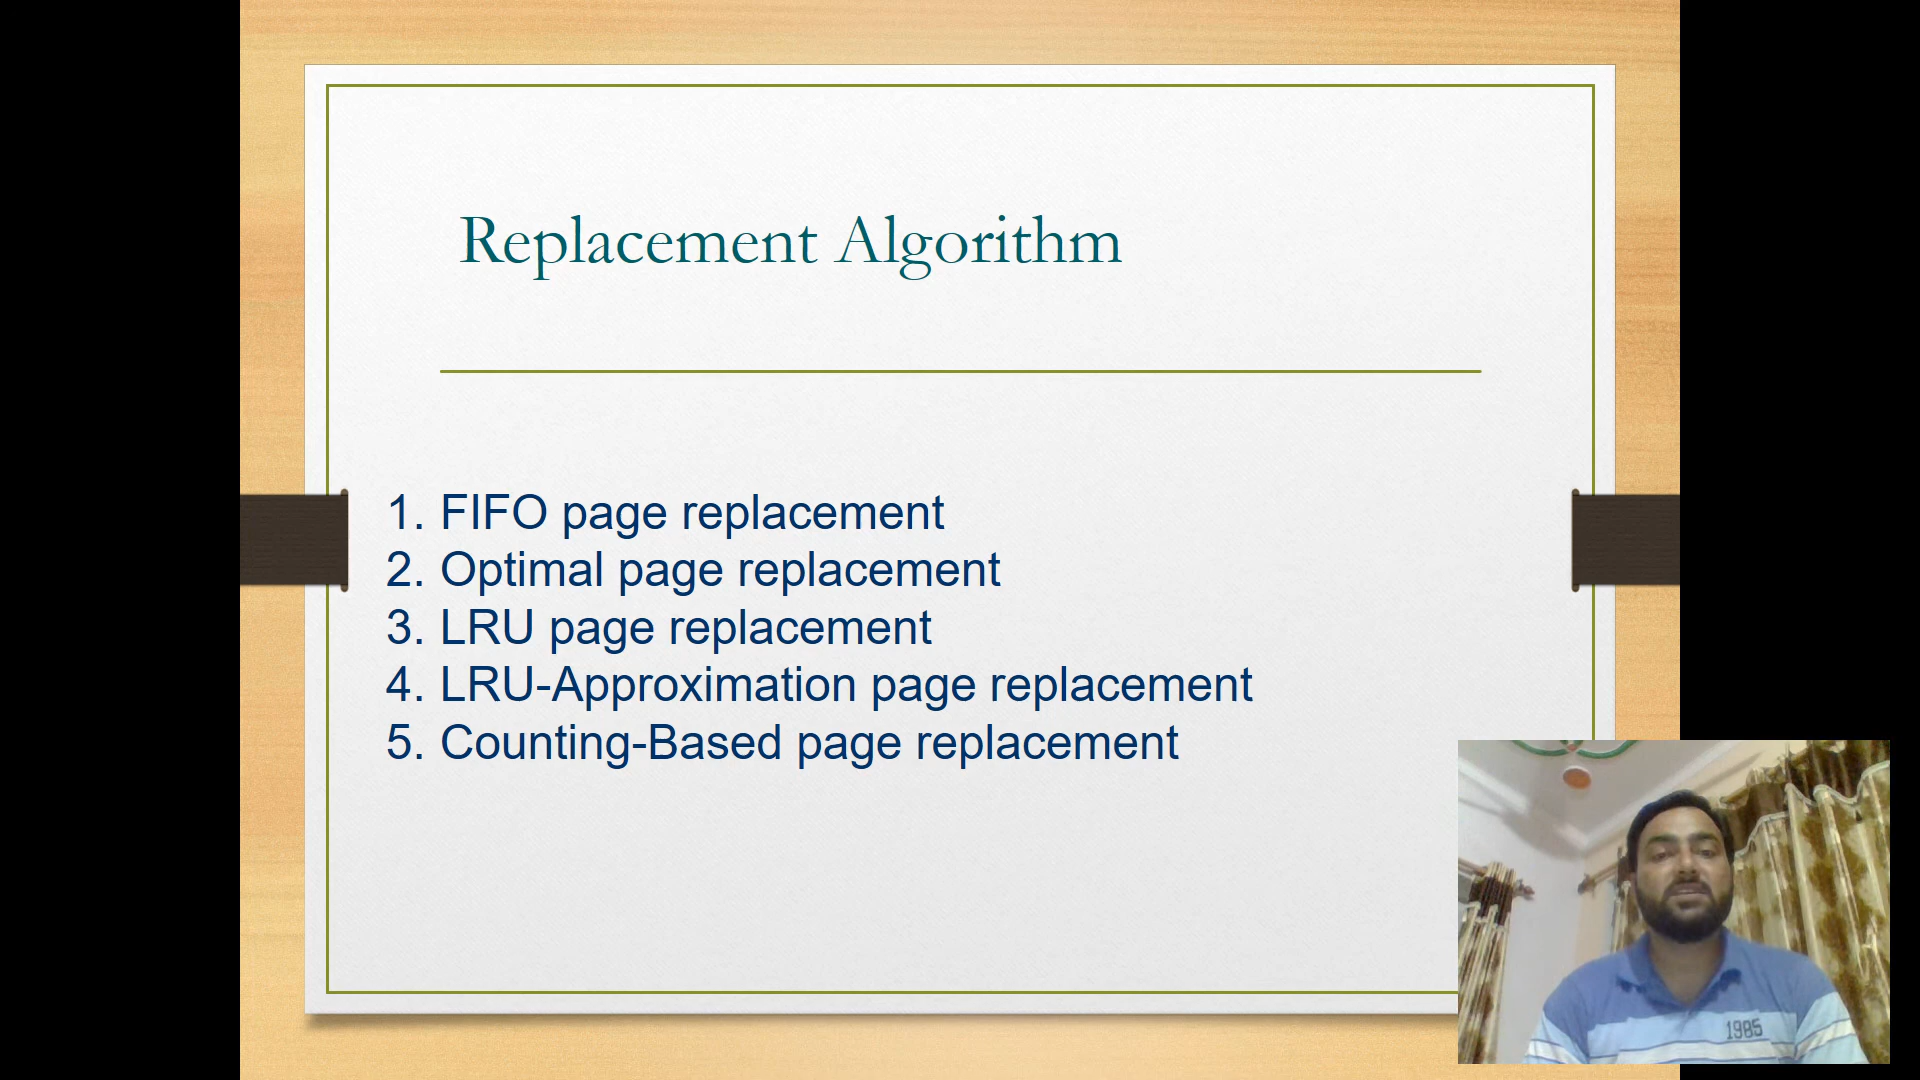 Replacement Algorithm
1. FIFO page replacement
2. Optimal page replacement
3. LRU page replacement
4. LRU-Approximation page replacement
5. Counting-Based page replacement
1985